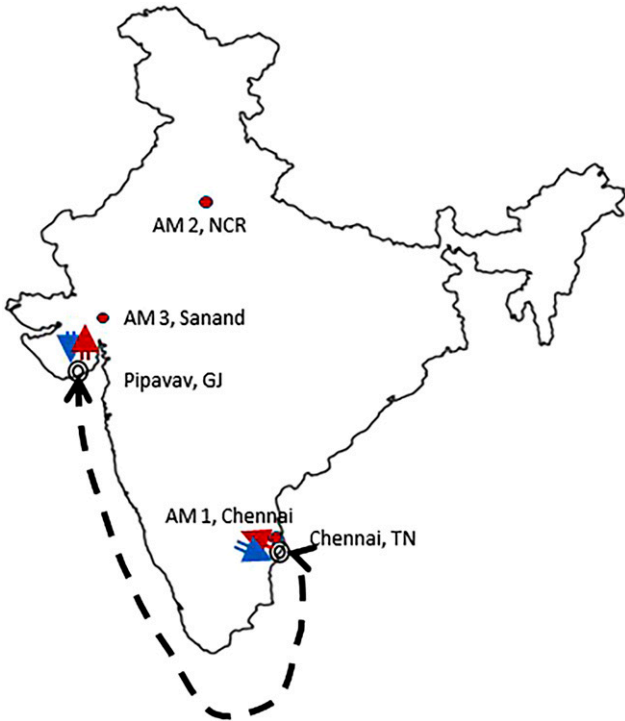 AM 2, NCR
AM 3, Sanand
Pipavav, GJ
AM 1, Chennai
Chennai, TN